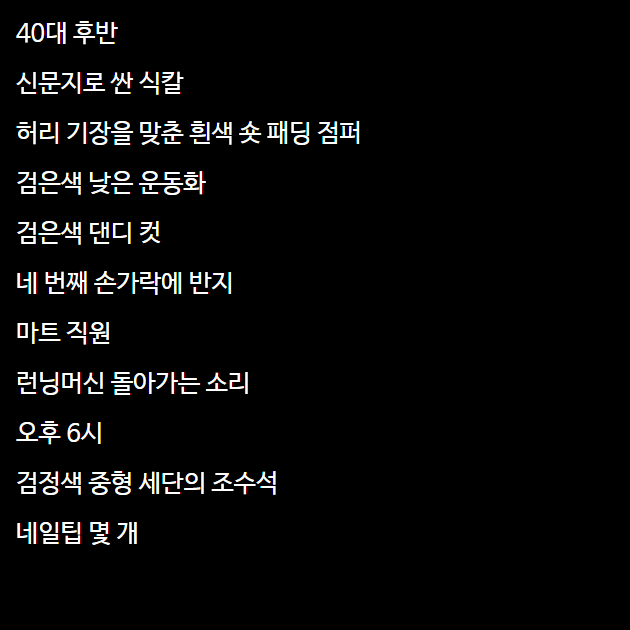 40대 후반
신문지로 싼 식칼
허리 기장을 맞춘 흰색 숏 패딩 점퍼
검은색 낮은 운동화
검은색 댄디 컷
네 번째 손가락에 반지
마트 직원
런닝머신 돌아가는 소리
오후 6시
검정색 중형 세단의 조수석
네일팁 몇 개